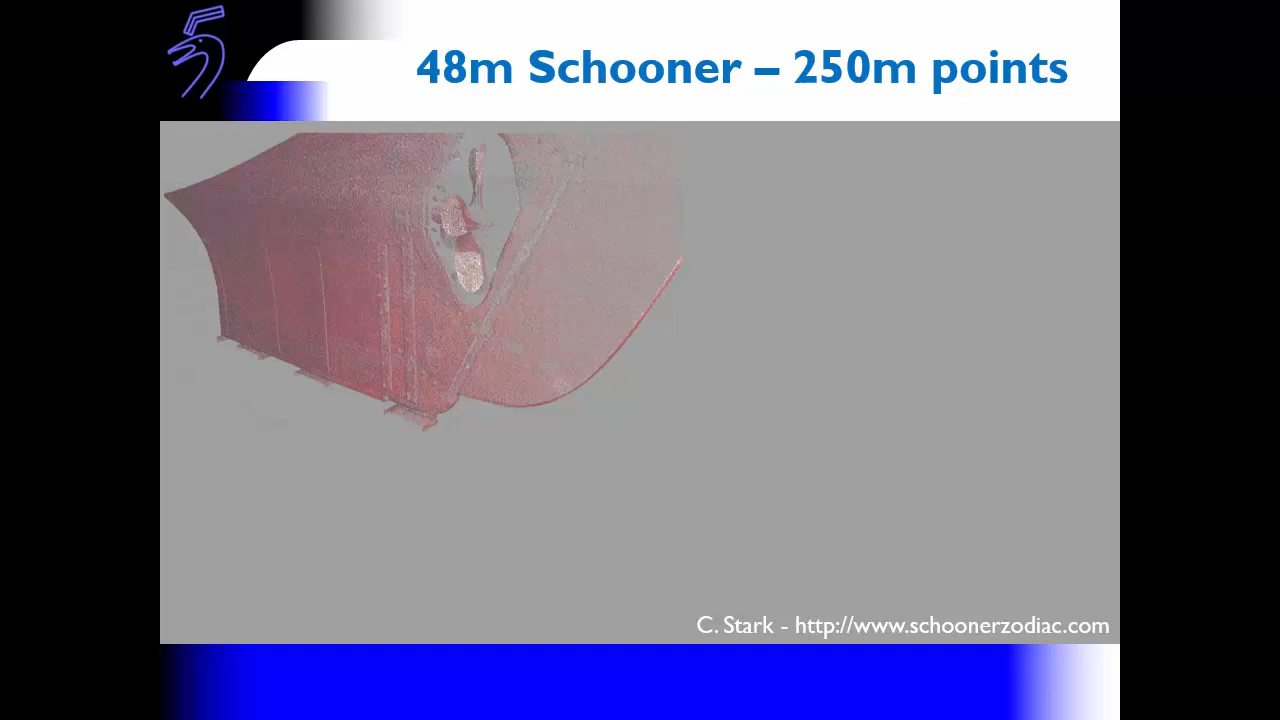 48m Schooner – 250m points
C. Stark - http://www.schoonerzodiac.com